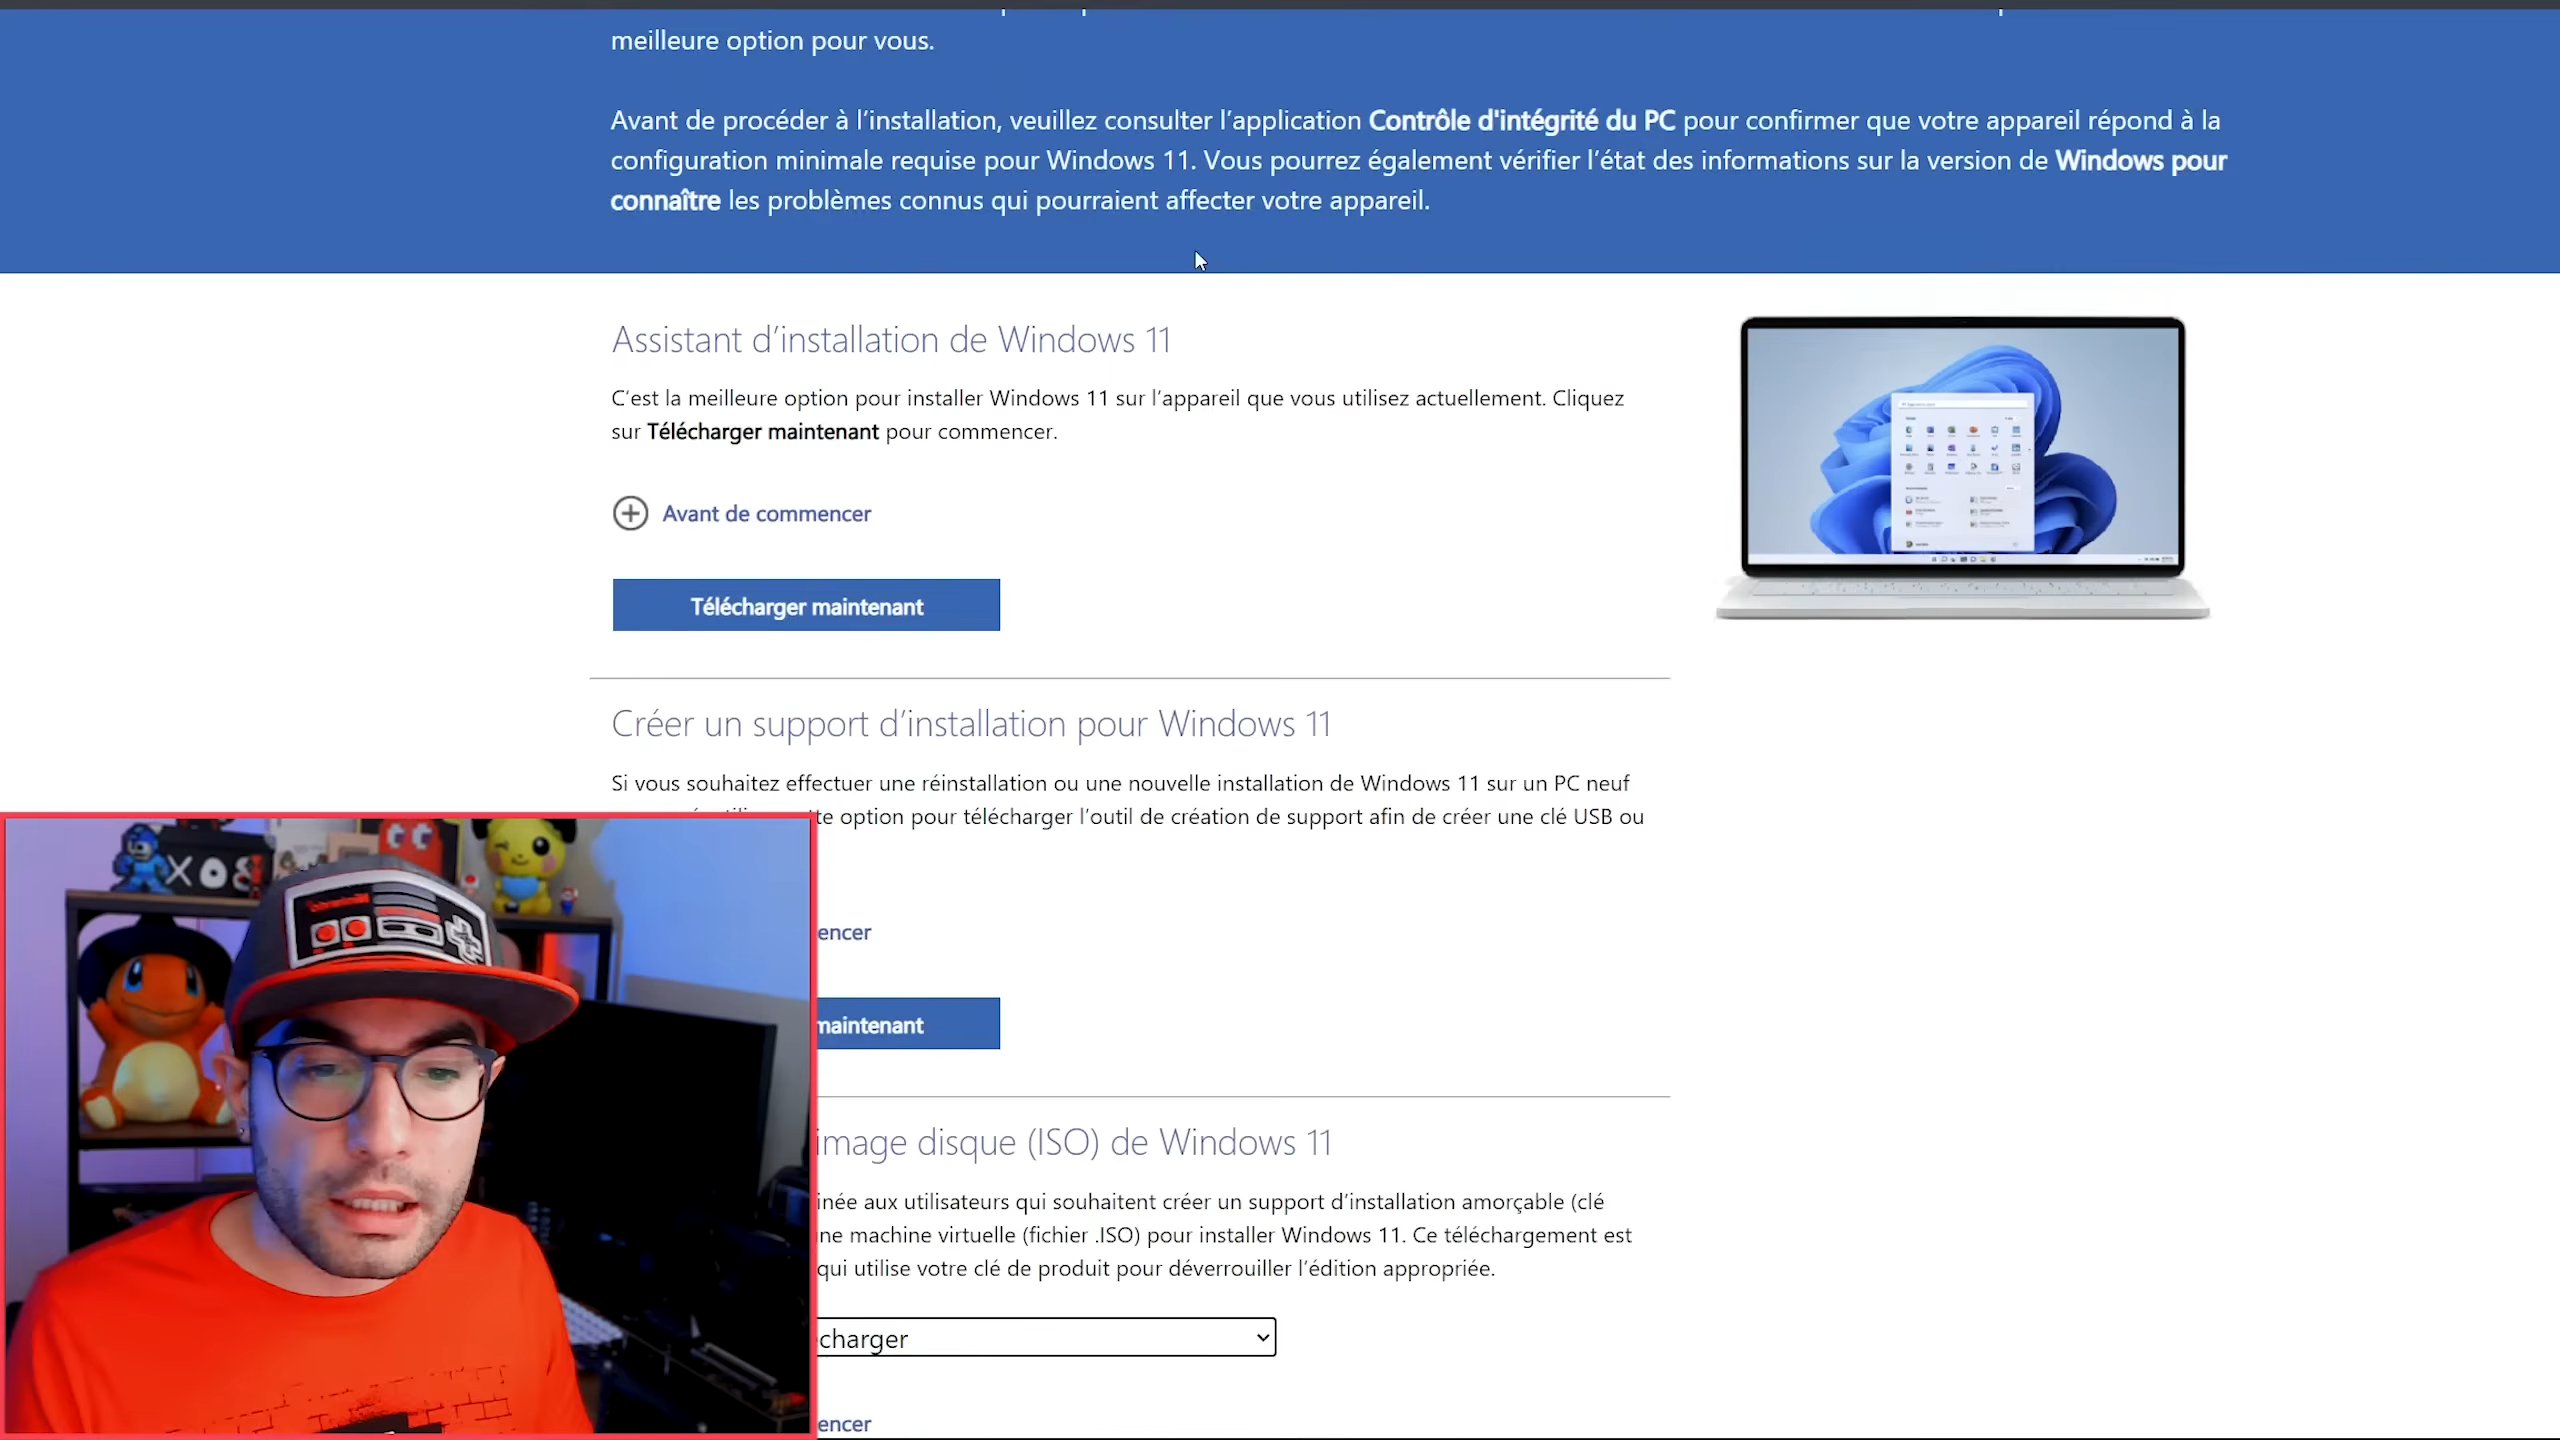 meilleure option pour vous.
Avant de procéder à l’installation, veuillez consulter l’application Contrôle d'intégrité du PC pour confirmer que votre appareil répond à la
configuration minimale requise pour Windows 11. Vous pourrez également vérifier l’état des informations sur la version de Windows pour
connaître les problèmes connus qui pourraient affecter votre appareil.
Assistant d’installation de Windows 11
C’est la meilleure option pour installer Windows 11 sur l’appareil que vous utilisez actuellement. Cliquez
sur Télécharger maintenant pour commencer.
Avant de commencer
Télécharger maintenant
Créer un support d’installation pour Windows 11
Si vous souhaitez effectuer une réinstallation ou une nouvelle installation de Windows 11 sur un PC neuf
te option pour télécharger l’outil de création de support afin de créer une clé USB ou
encer
maintenant
image disque (ISO) de Windows 11
inée aux utilisateurs qui souhaitent créer un support d’installation amorçable (clé
ne machine virtuelle (fichier .ISO) pour installer Windows 11. Ce téléchargement est
qui utilise votre clé de produit pour déverrouiller l’édition appropriée.
charger
encer